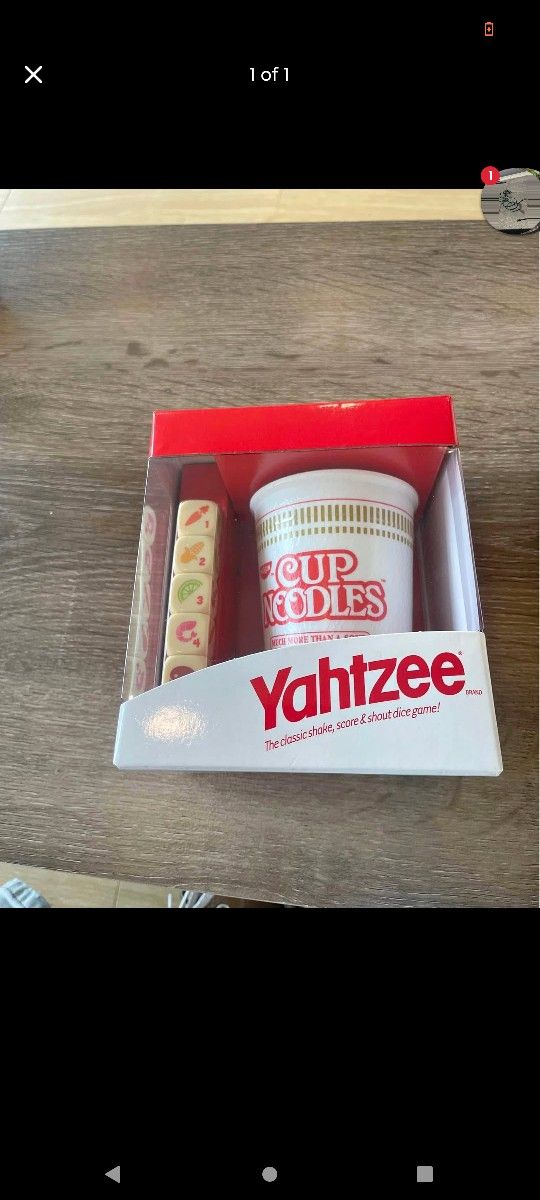 1 of 1
1
1
2
3
4
CUP
NOODLES™
MUCH MORE THAN A SOUP
Yahtzee®
BRAND
The classic shake, score & shout dice game!